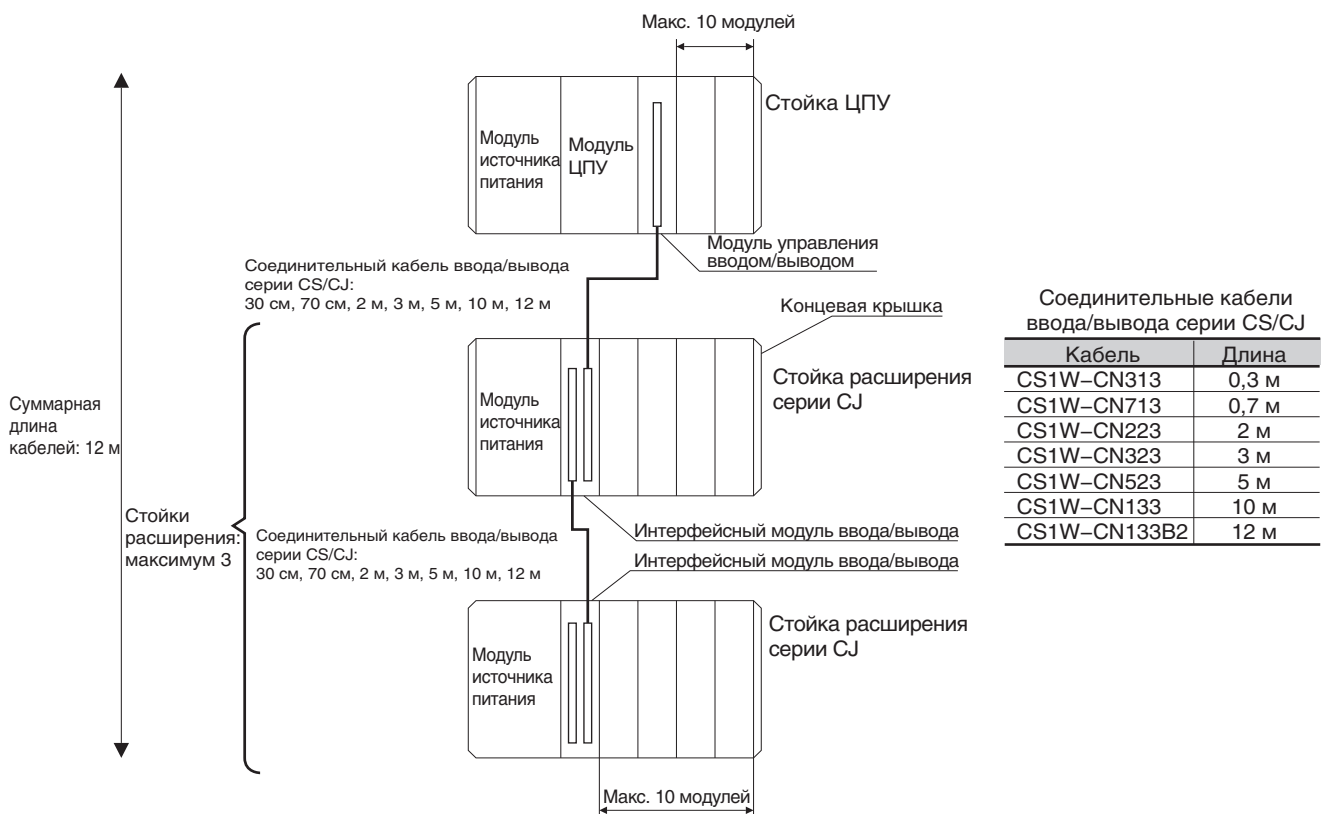 Макс. 10 модулей
Стойка ЦПУ
Модуль
источника
питания
Модуль
ЦПУ
Модуль управления
вводом/выводом
Соединительный кабель ввода/вывода
серии CS/CJ:
30 см, 70 см, 2 м, 3 м, 5 м, 10 м, 12 м
Концевая крышка
Стойка расширения
серии CJ
Модуль
источника
питания
Суммарная
длина
кабелей: 12 м
Стойки
расширения:
максимум 3
Интерфейсный модуль ввода/вывода
Соединительный кабель ввода/вывода
серии CS/CJ:
30 см, 70 см, 2 м, 3 м, 5 м, 10 м, 12 м
Интерфейсный модуль ввода/вывода
Стойка расширения
серии CJ
Модуль
источника
питания
Макс. 10 модулей
Соединительные кабели
ввода/вывода серии CS/CJ
Кабель Длина
CS1W−CN313 0,3 м
CS1W−CN713 0,7 м
CS1W−CN223 2 м
CS1W−CN323 3 м
CS1W−CN523 5 м
CS1W−CN133 10 м
CS1W−CN133B2 12 м